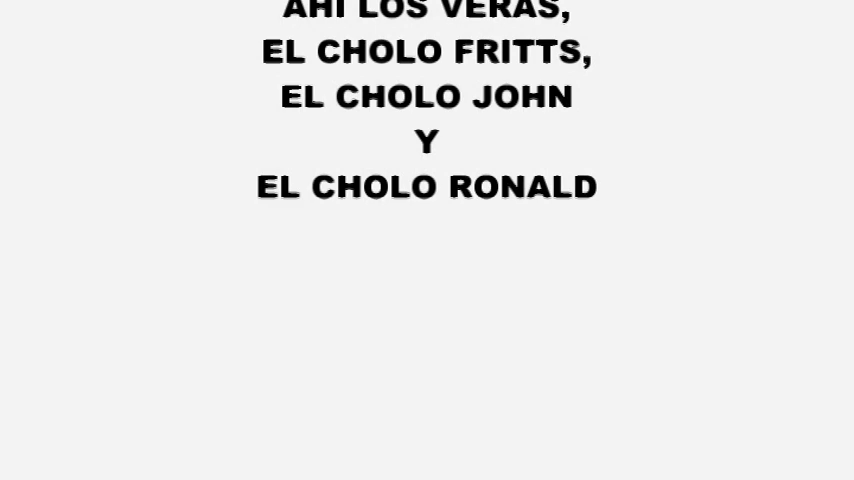 AHI LOS VERAS,
EL CHOLO FRITTS,
EL CHOLO JOHN
Y
EL CHOLO RONALD